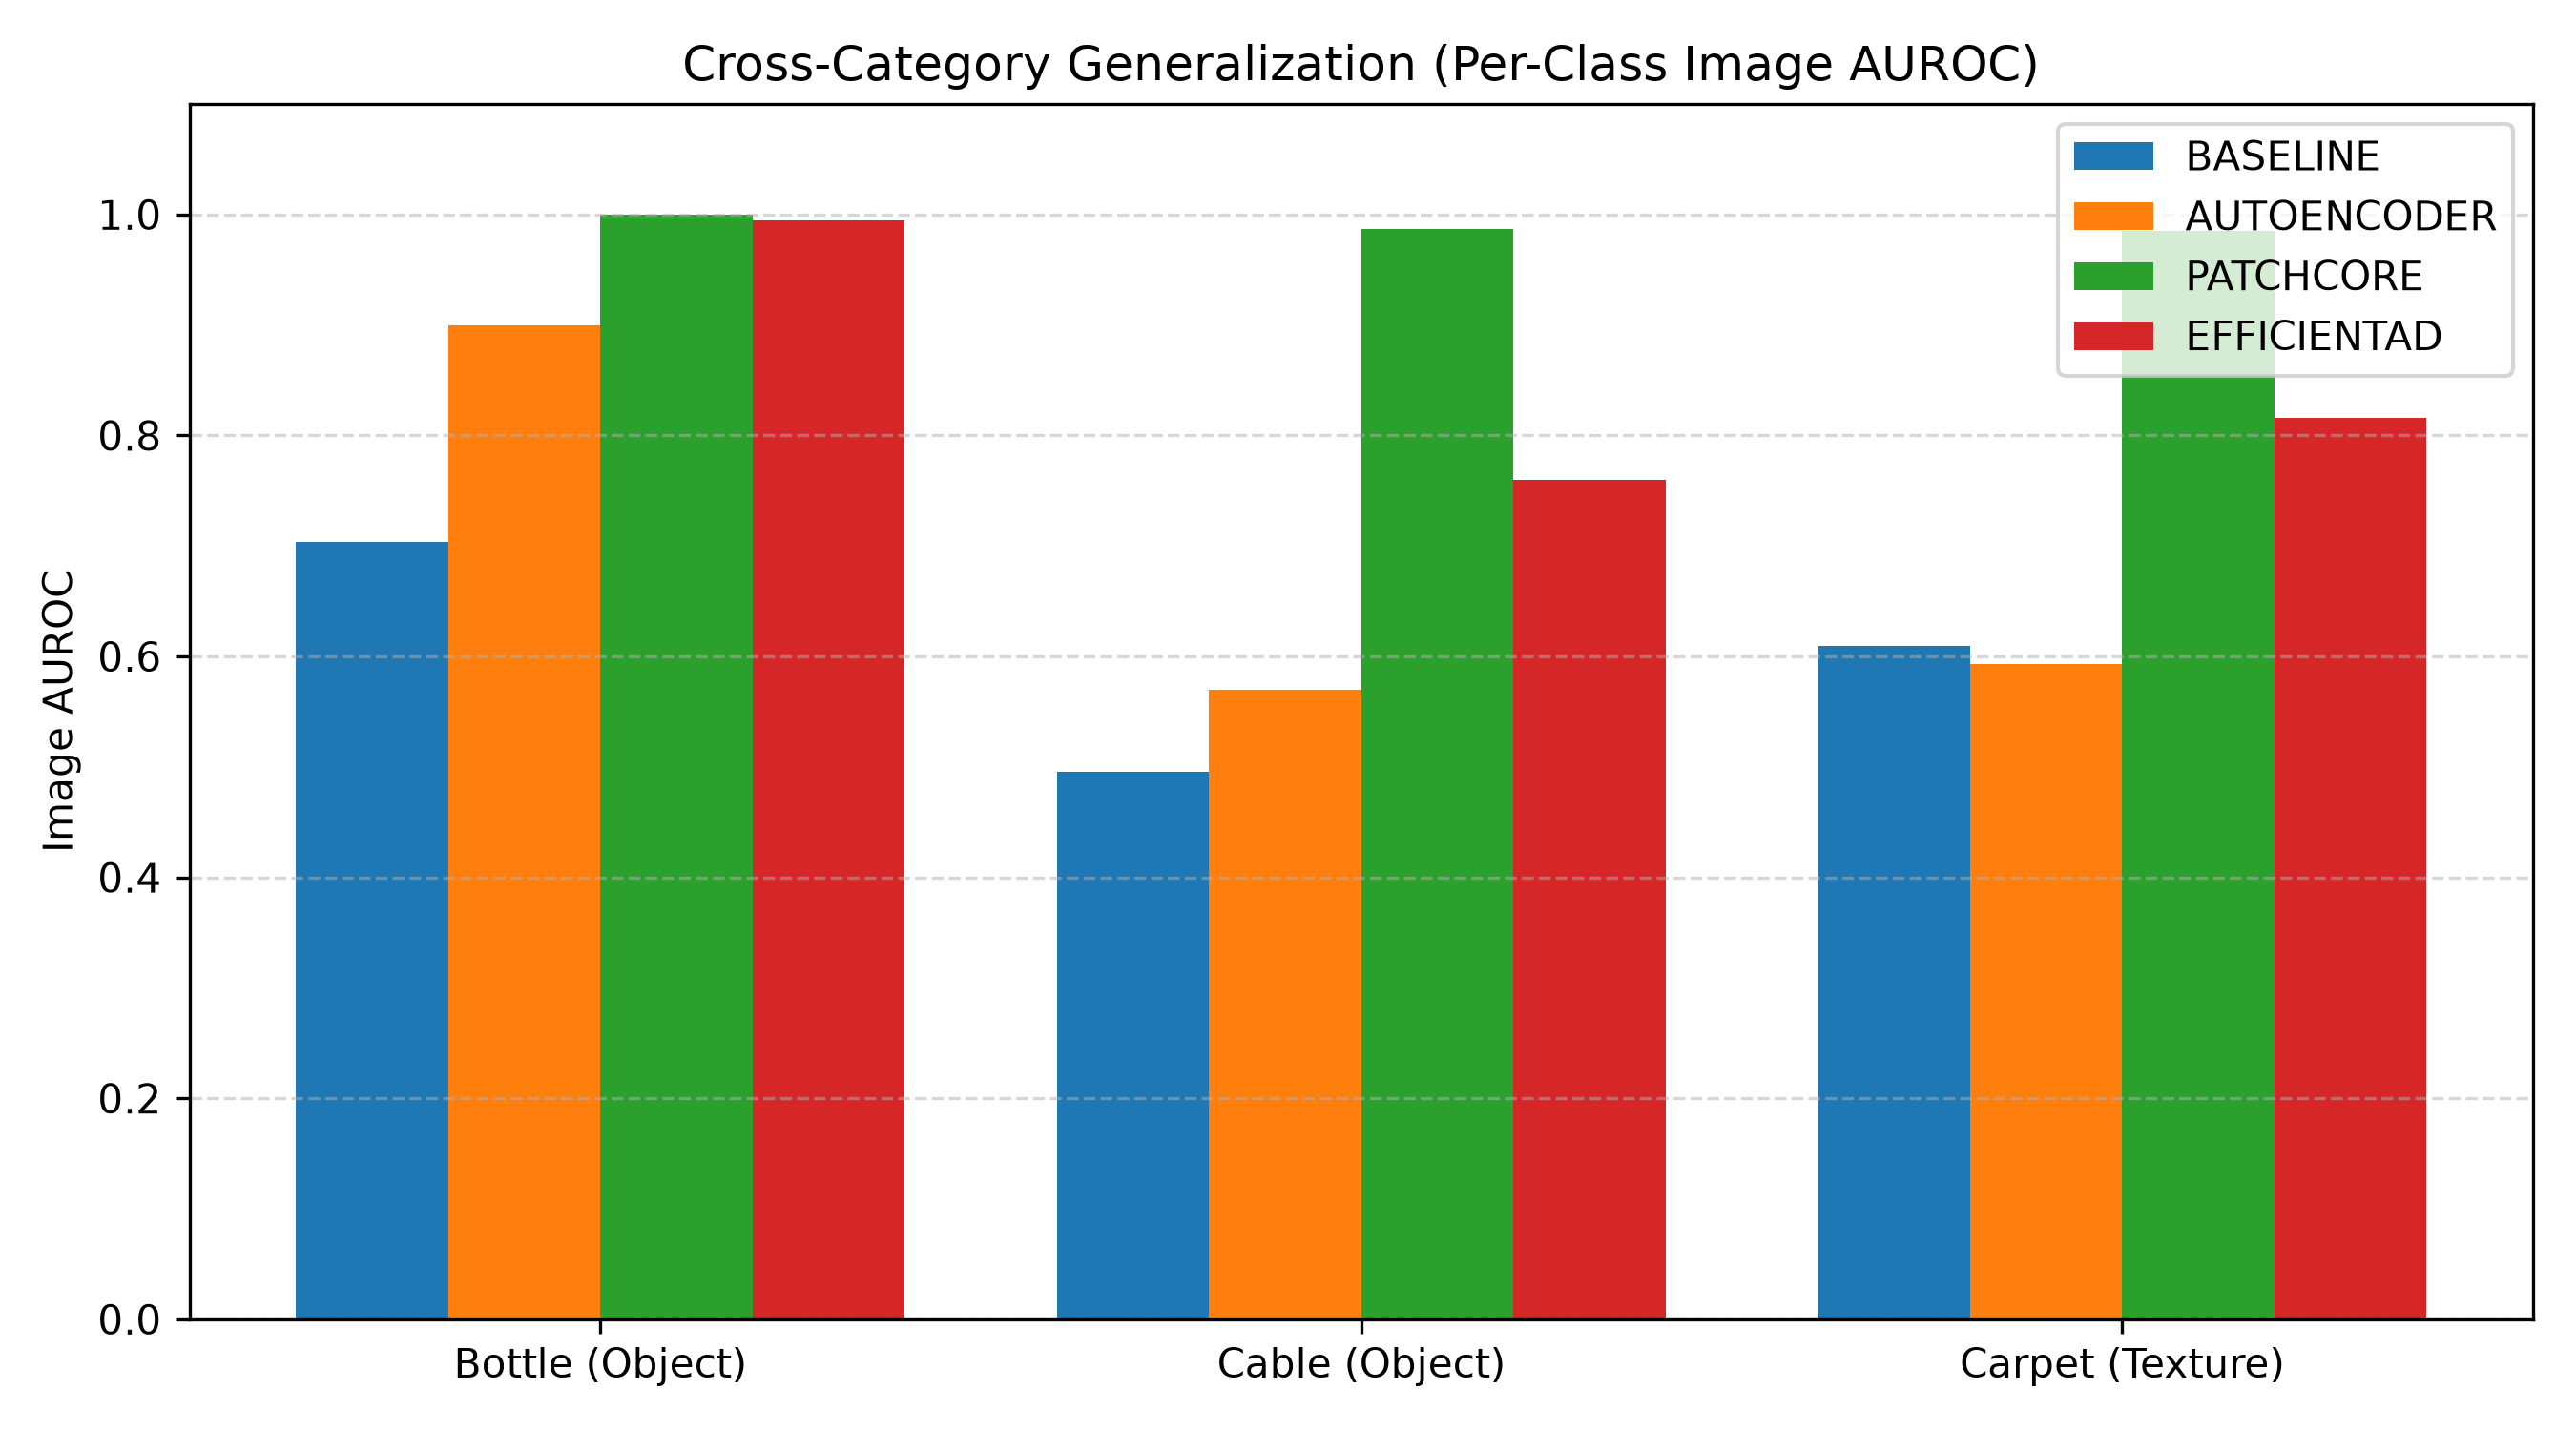 Cross-Category Generalization (Per-Class Image AUROC)
BASELINE
AUTOENCODER
PATCHCORE
EFFICIENTAD
Image AUROC
1.0
0.8
0.6
0.4
0.2
0.0
Bottle (Object)
Cable (Object)
Carpet (Texture)